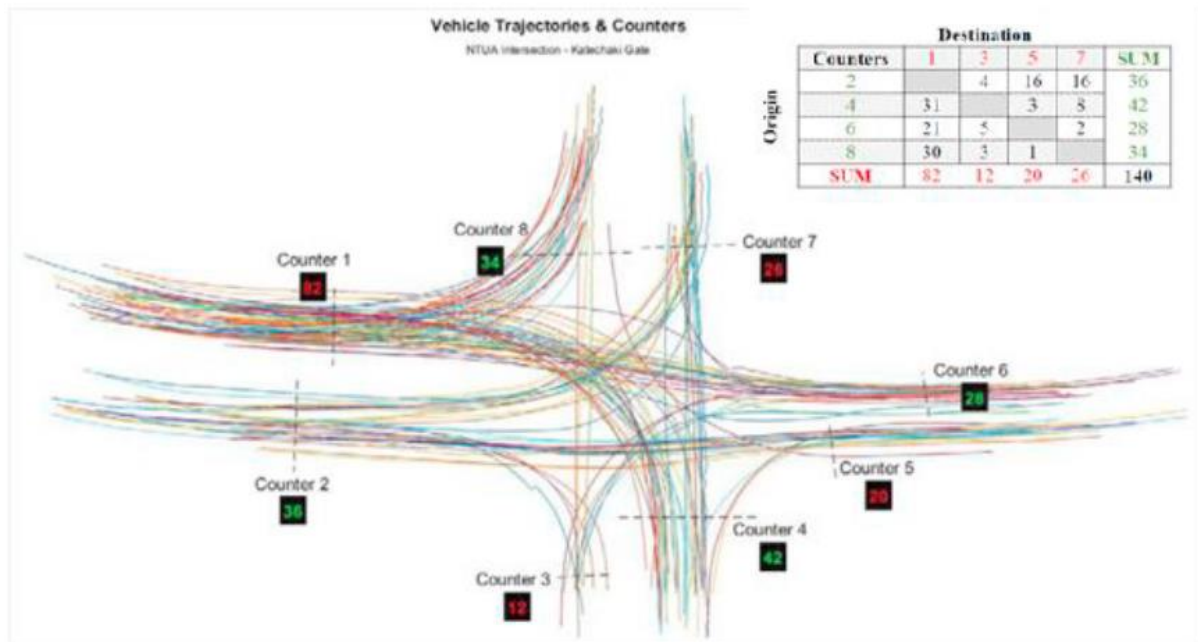 Vehicle Trajectories & Counters
NTUA Intersection - Katechaki Gate
Destination
Origin
Counters 1 3 5 7 SUM
2 4 16 16 36
4 31 3 8 42
6 21 5 2 28
8 30 3 1 34
SUM 82 12 20 26 140
Counter 8
34
Counter 7
26
Counter 1
82
Counter 6
28
Counter 2
36
Counter 5
20
Counter 4
42
Counter 3
12